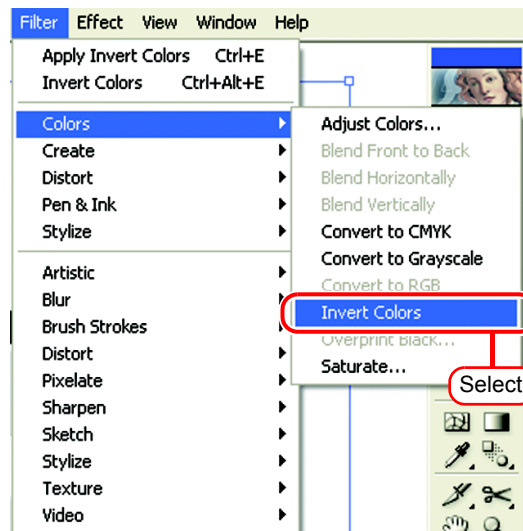 Filter Effect View Window Help
Apply Invert Colors Ctrl+E
Invert Colors Ctrl+Alt+E
Colors
Create
Distort
Pen & Ink
Stylize
Artistic
Blur
Brush Strokes
Distort
Pixelate
Sharpen
Sketch
Stylize
Texture
Video
Adjust Colors...
Blend Front to Back
Blend Horizontally
Blend Vertically
Convert to CMYK
Convert to Grayscale
Convert to RGB
Invert Colors
Overprint Black...
Saturate...
Select